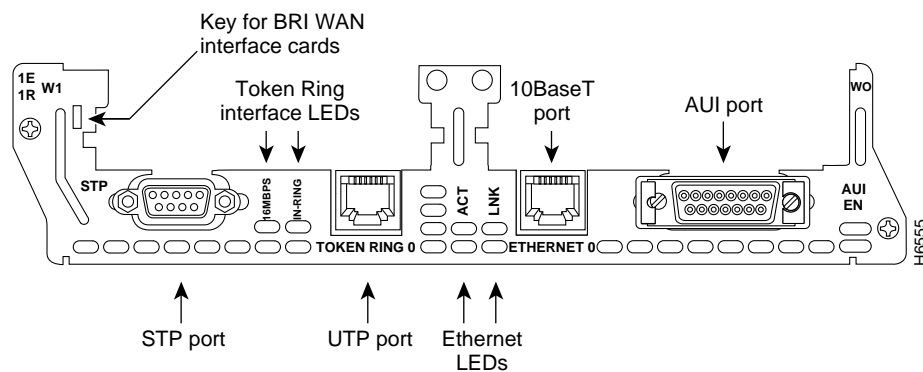 Key for BRI WAN
interface cards
1E
1R
W1
Token Ring
interface LEDs
10BaseT
port
AUI port
WO
STP
16MBPS
IN-RING
ACT
LNK
AUI
EN
TOKEN RING 0
ETHERNET 0
H6555
STP port
UTP port
Ethernet
LEDs